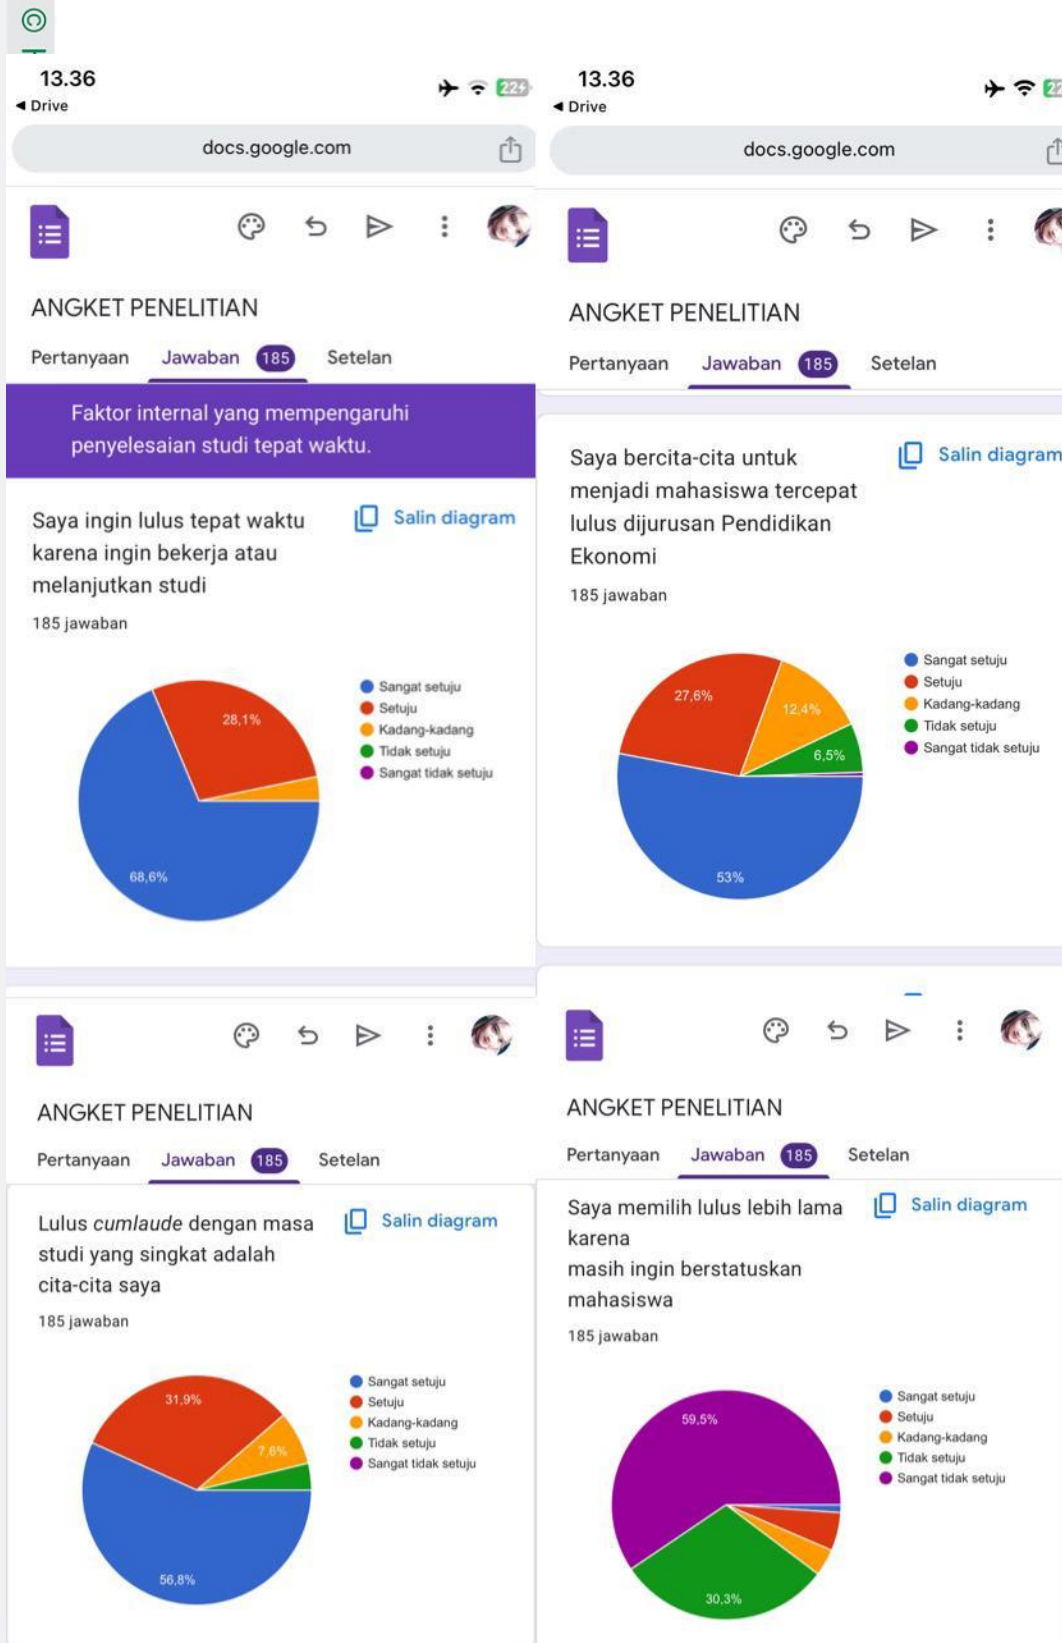 ©
13.36
◀ Drive
22
docs.google.com
ANGKET PENELITIAN
Pertanyaan Jawaban 185 Setelan
Faktor internal yang mempengaruhi
penyelesaian studi tepat waktu.
Saya ingin lulus tepat waktu
karena ingin bekerja atau
melanjutkan studi
Salin diagram
185 jawaban
28,1%
68,6%
Sangat setuju
Setuju
Kadang-kadang
Tidak setuju
Sangat tidak setuju
13.36
◀ Drive
22
docs.google.com
ANGKET PENELITIAN
Pertanyaan Jawaban 185 Setelan
Saya bercita-cita untuk
menjadi mahasiswa tercepat
lulus dijurusan Pendidikan
Ekonomi
Salin diagram
185 jawaban
27,6%
12,4%
6,5%
53%
Sangat setuju
Setuju
Kadang-kadang
Tidak setuju
Sangat tidak setuju
ANGKET PENELITIAN
Pertanyaan Jawaban 185 Setelan
Lulus cumlaude dengan masa
studi yang singkat adalah
cita-cita saya
Salin diagram
185 jawaban
31,9%
7,6%
56,8%
Sangat setuju
Setuju
Kadang-kadang
Tidak setuju
Sangat tidak setuju
ANGKET PENELITIAN
Pertanyaan Jawaban 185 Setelan
Saya memilih lulus lebih lama
karena
masih ingin berstatuskan
mahasiswa
Salin diagram
185 jawaban
59,5%
30,3%
Sangat setuju
Setuju
Kadang-kadang
Tidak setuju
Sangat tidak setuju